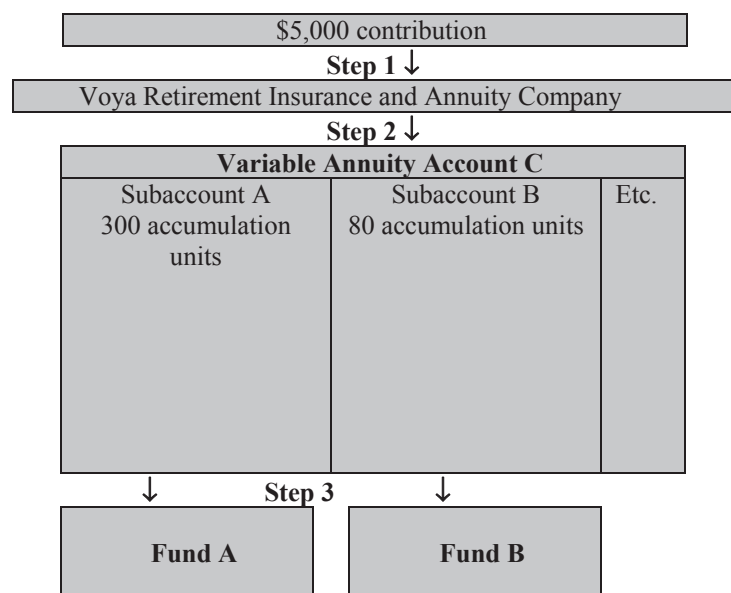 $5,000 contribution
Step 1 ↓
Voya Retirement Insurance and Annuity Company
Step 2 ↓
Variable Annuity Account C
Subaccount A
300 accumulation
units
Subaccount B
80 accumulation units
Etc.
↓ Step 3 ↓
Fund A
Fund B